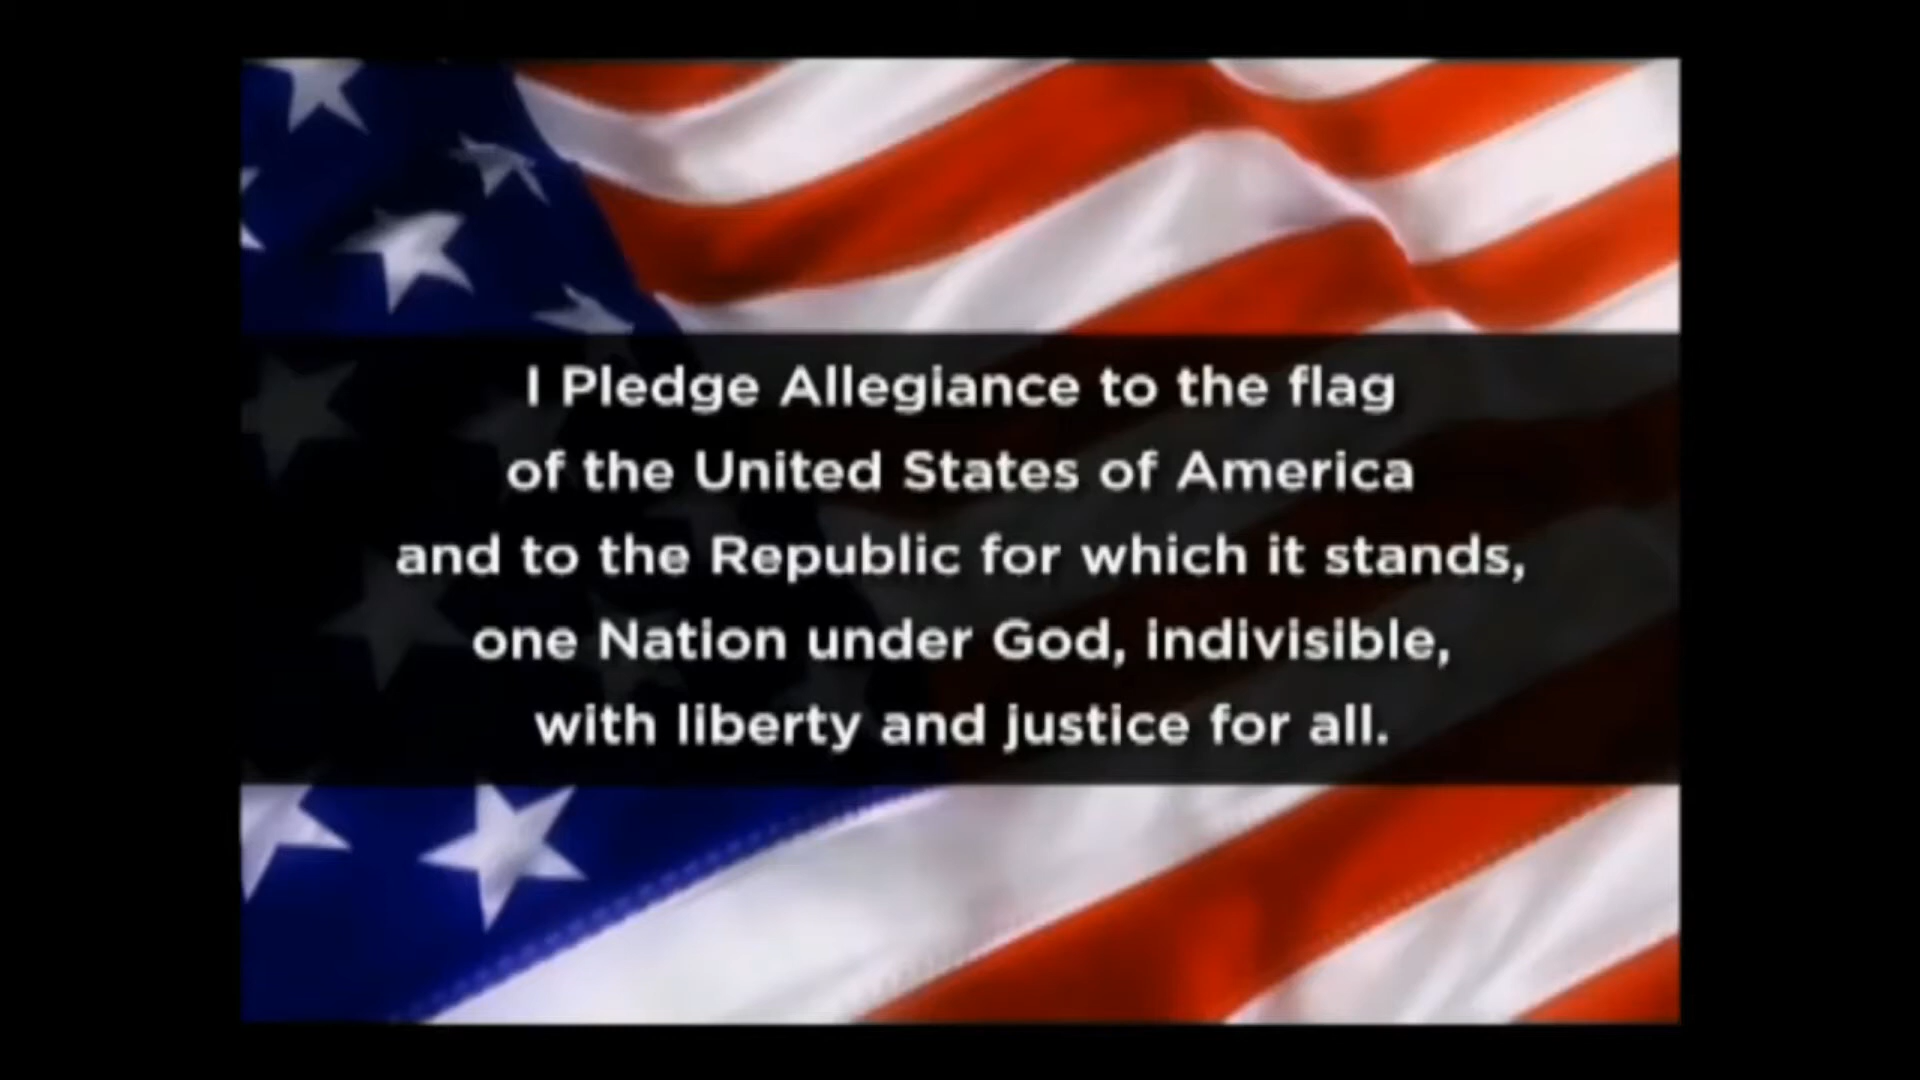 I Pledge Allegiance to the flag
of the United States of America
and to the Republic for which it stands,
one Nation under God, indivisible,
with liberty and justice for all.